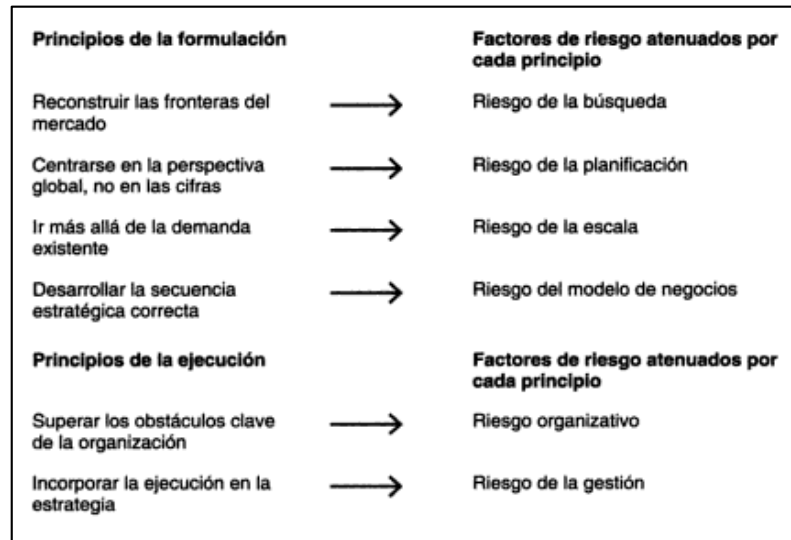 Principios de la formulación
Factores de riesgo atenuados por
cada principio
Reconstruir las fronteras del
mercado
Riesgo de la búsqueda
Centrarse en la perspectiva
global, no en las cifras
Riesgo de la planificación
Ir más allá de la demanda
existente
Riesgo de la escala
Desarrollar la secuencia
estratégica correcta
Riesgo del modelo de negocios
Principios de la ejecución
Factores de riesgo atenuados por
cada principio
Superar los obstáculos clave
de la organización
Riesgo organizativo
Incorporar la ejecución en la
estrategia
Riesgo de la gestión